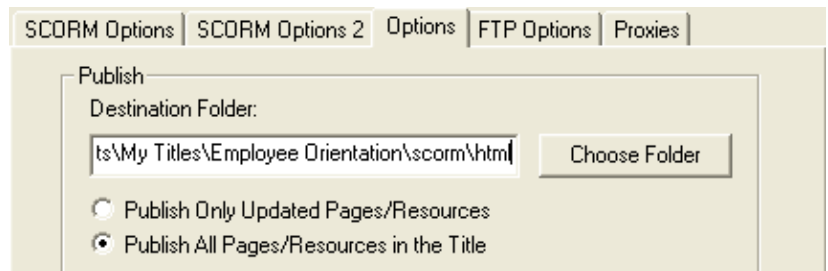 SCORM Options SCORM Options 2 Options FTP Options Proxies
Publish
Destination Folder:
ts\My Titles\Employee Orientation\scorm\html Choose Folder
Publish Only Updated Pages/Resources
Publish All Pages/Resources in the Title